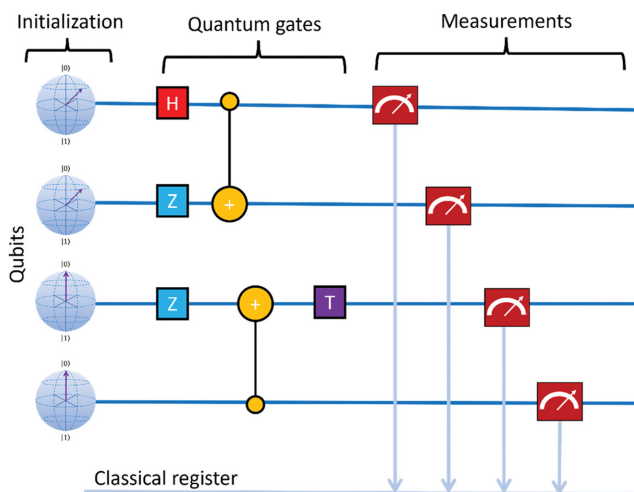 Initialization
Quantum gates
Measurements
Qubits
|0⟩
H
|1⟩
|0⟩
Z
+
|1⟩
|0⟩
Z
+
T
|1⟩
|0⟩
|1⟩
Classical register